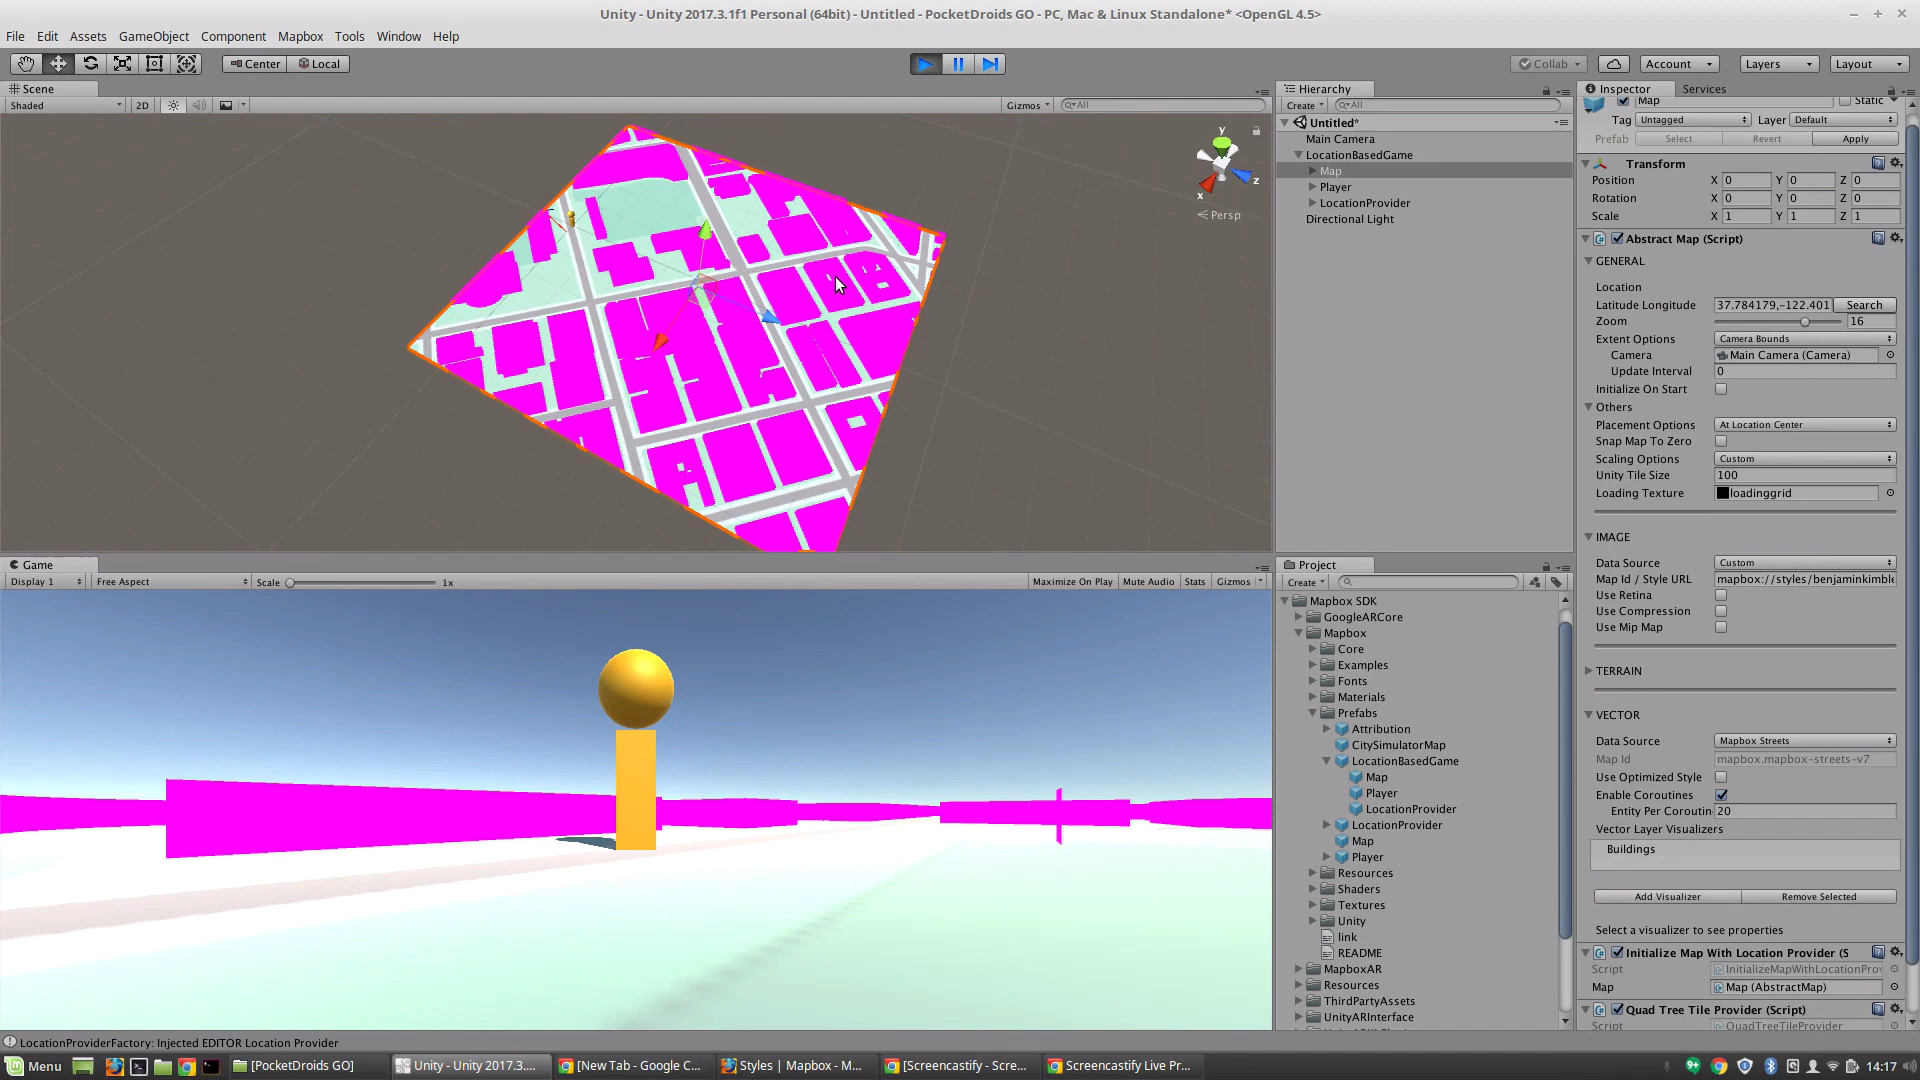 Unity - Unity 2017.3.1f1 Personal (64bit) - Untitled - PocketDroids GO - PC, Mac & Linux Standalone* <OpenGL 4.5>
File Edit Assets GameObject Component Mapbox Tools Window Help
Center Local
Collab Account Layers Layout
Scene
Shaded 2D Gizmos All
y
x
z
Persp
Game
Display 1 Free Aspect Scale 1x Maximize On Play Mute Audio Stats Gizmos
Hierarchy
Create All
Untitled*
Main Camera
LocationBasedGame
Map
Player
LocationProvider
Directional Light
Project
Create
Mapbox SDK
GoogleARCore
Mapbox
Core
Examples
Fonts
Materials
Prefabs
Attribution
CitySimulatorMap
LocationBasedGame
Map
Player
LocationProvider
LocationProvider
Map
Player
Resources
Shaders
Textures
Unity
link
README
MapboxAR
Resources
ThirdPartyAssets
UnityARInterface
Inspector Services
Map Static
Tag Untagged Layer Default
Prefab Select Revert Apply
Transform
Position X 0 Y 0 Z 0
Rotation X 0 Y 0 Z 0
Scale X 1 Y 1 Z 1
Abstract Map (Script)
GENERAL
Location
Latitude Longitude 37.784179,-122.401 Search
Zoom 16
Extent Options Camera Bounds
Camera Main Camera (Camera)
Update Interval 0
Initialize On Start
Others
Placement Options At Location Center
Snap Map To Zero
Scaling Options Custom
Unity Tile Size 100
Loading Texture loadinggrid
IMAGE
Data Source Custom
Map Id / Style URL mapbox://styles/benjaminkimble
Use Retina
Use Compression
Use Mip Map
TERRAIN
VECTOR
Data Source Mapbox Streets
Map Id mapbox.mapbox-streets-v7
Use Optimized Style
Enable Coroutines
Entity Per Coroutin 20
Vector Layer Visualizers
Buildings
Add Visualizer Remove Selected
Select a visualizer to see properties
Initialize Map With Location Provider (S
Script InitializeMapWithLocationPro
Map Map (AbstractMap)
Quad Tree Tile Provider (Script)
Script QuadTreeTileProvider
LocationProviderFactory: Injected EDITOR Location Provider
Menu [PocketDroids GO] Unity - Unity 2017.3.... [New Tab - Google C... Styles | Mapbox - M... [Screencastify - Scre... Screencastify Live Pr... 14:17